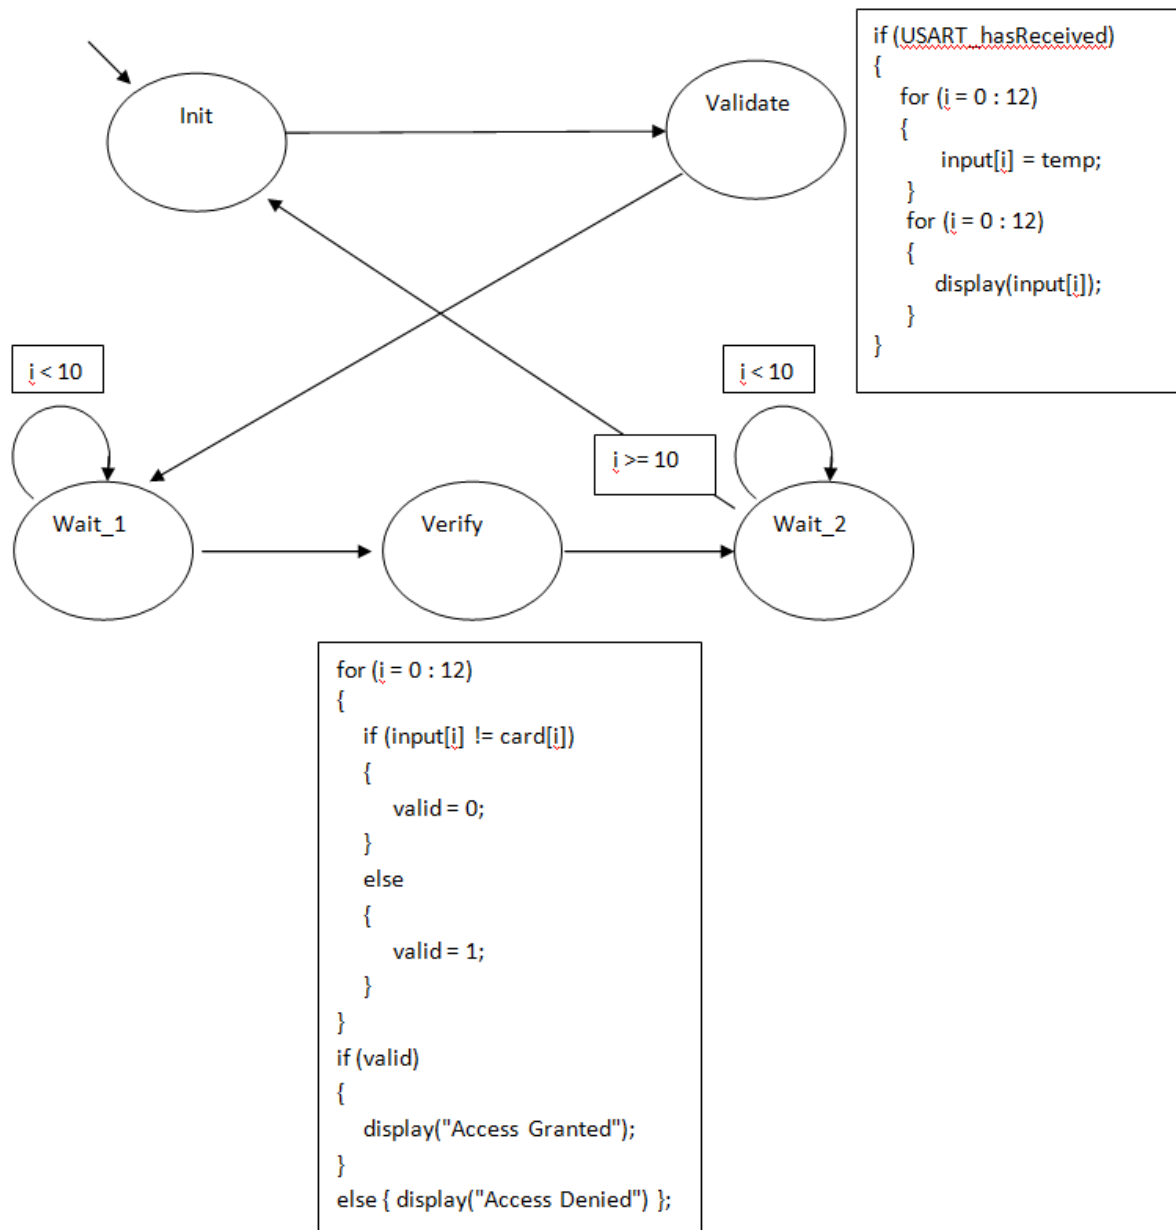 Init
Validate
if (USART_hasReceived)
{
for (i = 0 : 12)
{
input[i] = temp;
}
for (i = 0 : 12)
{
display(input[i]);
}
}
i < 10
i < 10
i >= 10
Wait_1
Verify
Wait_2
for (i = 0 : 12)
{
if (input[i] != card[i])
{
valid = 0;
}
else
{
valid = 1;
}
}
if (valid)
{
display("Access Granted");
}
else { display("Access Denied") };